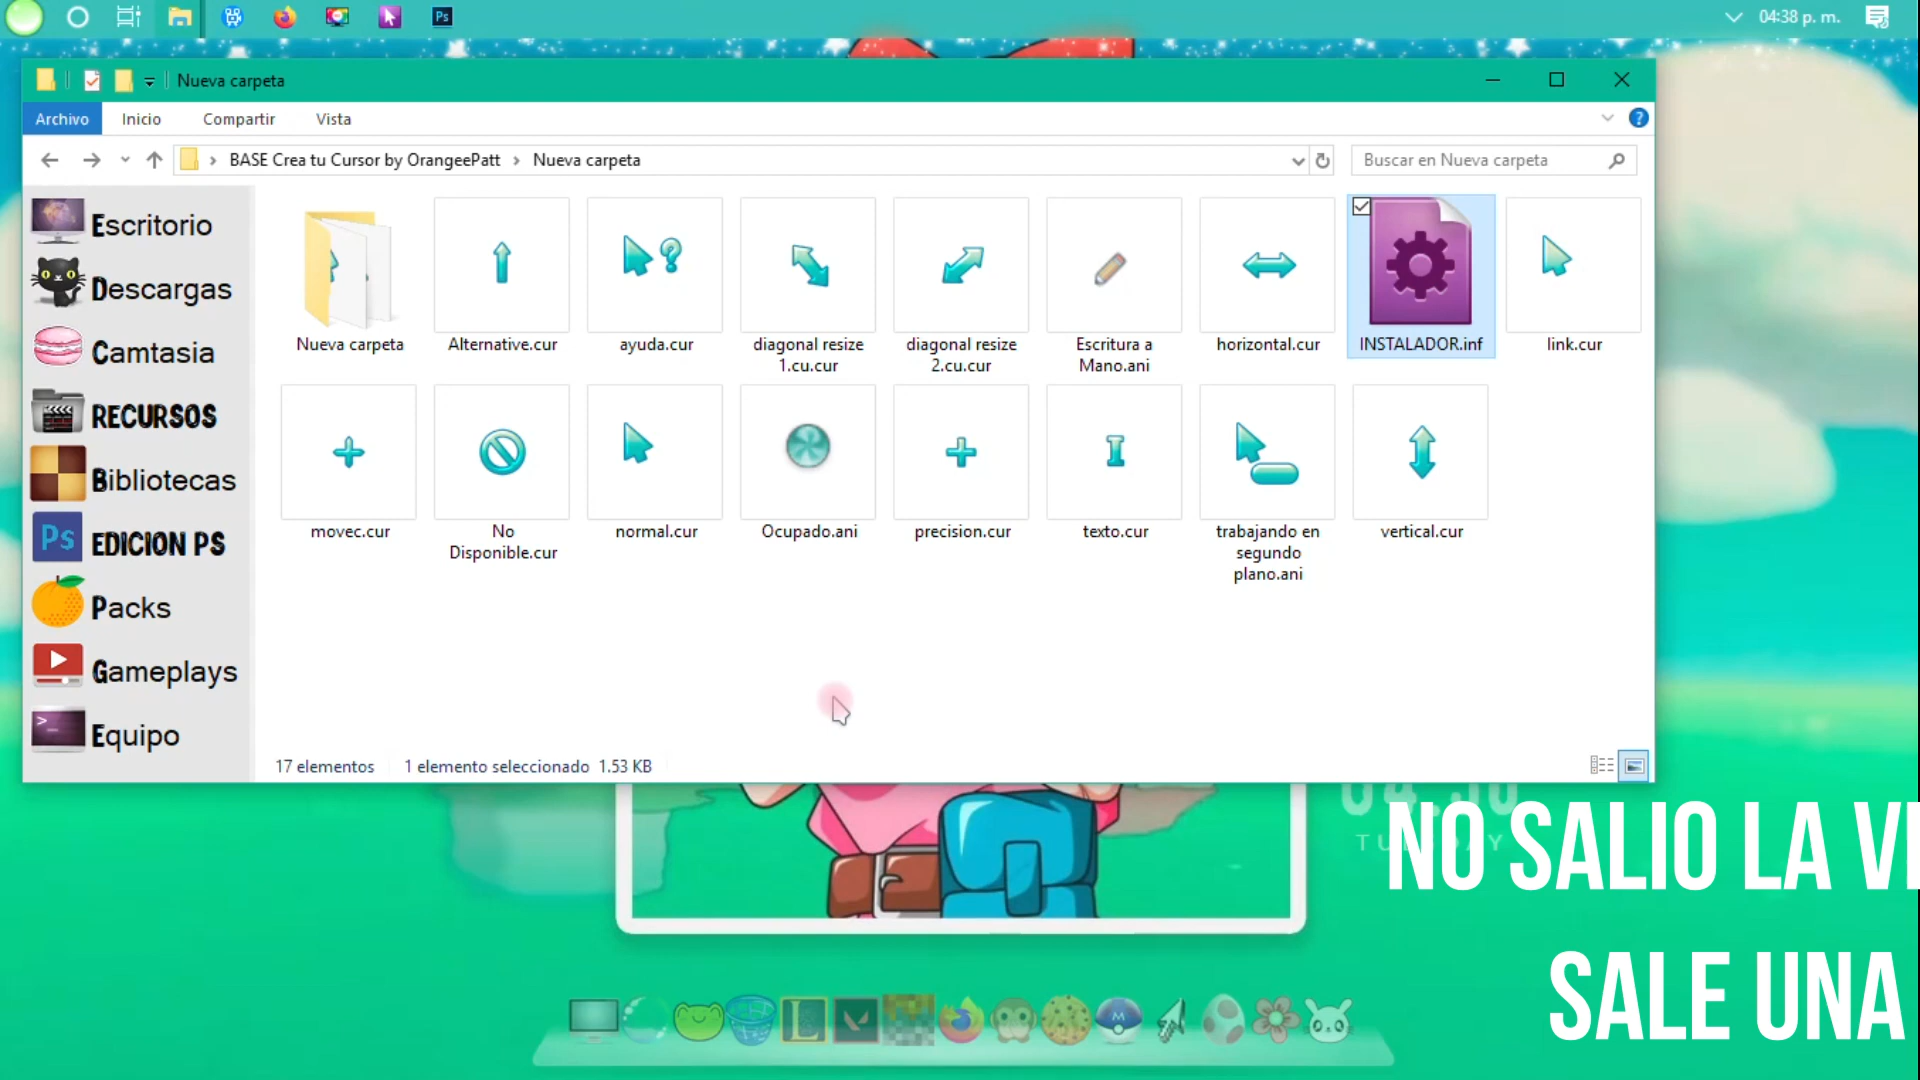 04:38 p. m.
Ps
Nueva carpeta
Archivo
Inicio
Compartir
Vista
BASE Crea tu Cursor by OrangeePatt
Nueva carpeta
Buscar en Nueva carpeta
Escritorio
Descargas
Camtasia
RECURSOS
Bibliotecas
Ps
EDICION PS
Packs
Gameplays
Equipo
Nueva carpeta
Alternative.cur
ayuda.cur
diagonal resize
1.cu.cur
diagonal resize
2.cu.cur
Escritura a
Mano.ani
horizontal.cur
INSTALADOR.inf
link.cur
movec.cur
No
Disponible.cur
normal.cur
Ocupado.ani
precision.cur
texto.cur
trabajando en
segundo
plano.ani
vertical.cur
17 elementos
1 elemento seleccionado 1.53 KB
TUESDAY
NO SALIO LA
SALE UNA
L
M